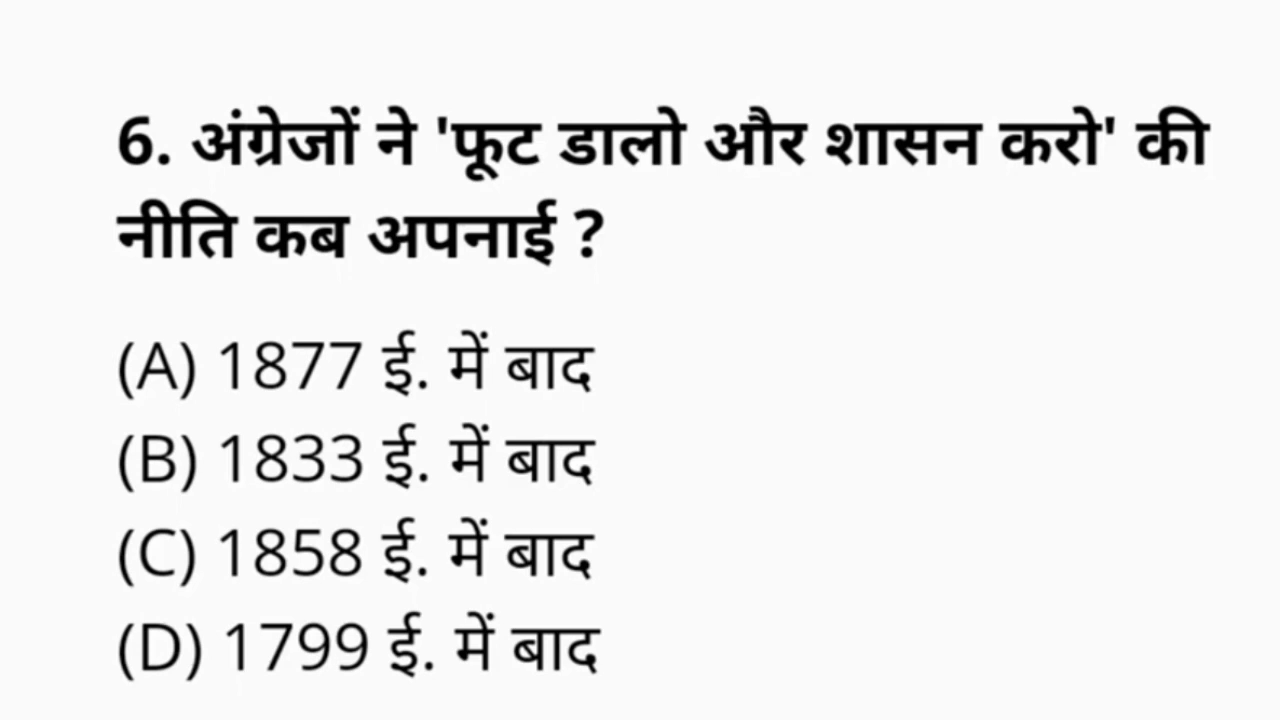 6. अंग्रेजों ने 'फूट डालो और शासन करो' की
नीति कब अपनाई ?
(A) 1877 ई. में बाद
(B) 1833 ई. में बाद
(C) 1858 ई. में बाद
(D) 1799 ई. में बाद